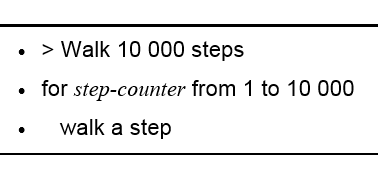 • > Walk 10 000 steps
• for step-counter from 1 to 10 000
• walk a step